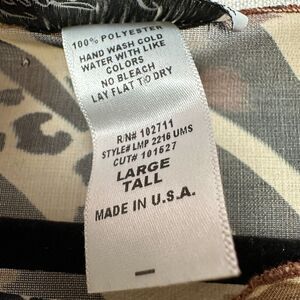 100% POLYESTER
HAND WASH COLD
WATER WITH LIKE
COLORS
NO BLEACH
LAY FLAT TO DRY
R/N# 102711
STYLE# LMP 2216 UMS
CUT# 101627
LARGE
TALL
MADE IN U.S.A.